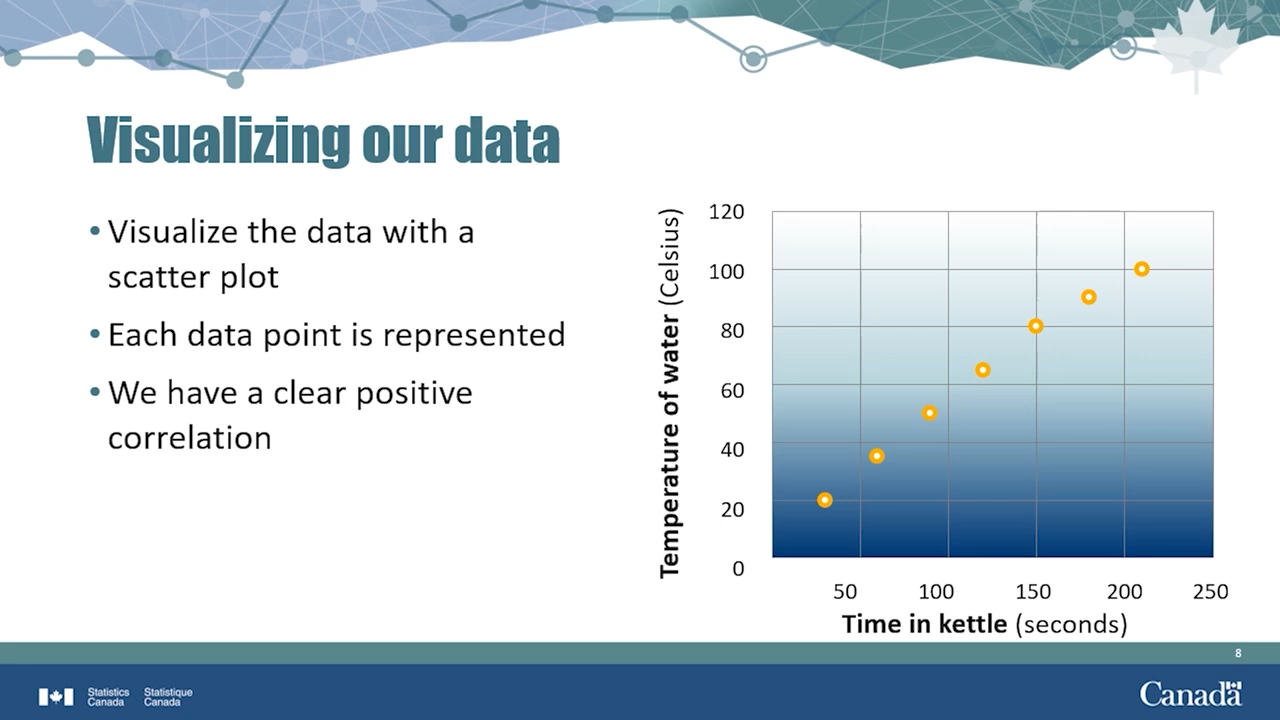 Visualizing our data
• Visualize the data with a
scatter plot
• Each data point is represented
• We have a clear positive
correlation
Temperature of water (Celsius)
120
100
80
60
40
20
0
50 100 150 200 250
Time in kettle (seconds)
8
Statistics Statistique
Canada Canada
Canada